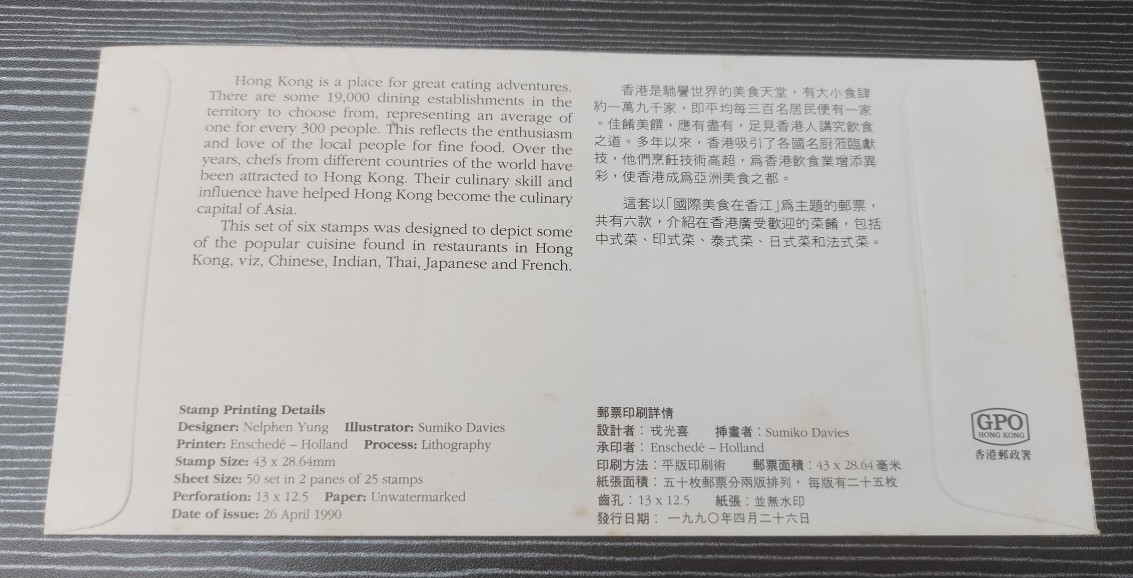 Hong Kong is a place for great eating adventures.
There are some 19,000 dining establishments in the
territory to choose from, representing an average of
one for every 300 people. This reflects the enthusiasm
and love of the local people for fine food. Over the
years, chefs from different countries of the world have
been attracted to Hong Kong. Their culinary skill and
influence have helped Hong Kong become the culinary
capital of Asia.
This set of six stamps was designed to depict some
of the popular cuisine found in restaurants in Hong
Kong, viz, Chinese, Indian, Thai, Japanese and French.
香港是馳譽世界的美食天堂，有大小食肆
約一萬九千家，即平均每三百名居民便有一家
。佳餚美饌，應有盡有，足見香港人講究飲食
之道。多年以來，香港吸引了各國名厨蒞臨獻
技，他們烹飪技術高超，爲香港飲食業增添異
彩，使香港成爲亞洲美食之都。
這套以「國際美食在香江」爲主題的郵票，
共有六款，介紹在香港廣受歡迎的菜餚，包括
中式菜、印式菜、泰式菜、日式菜和法式菜。
Stamp Printing Details
Designer: Nelphen Yung Illustrator: Sumiko Davies
Printer: Enschedé – Holland Process: Lithography
Stamp Size: 43 x 28.64mm
Sheet Size: 50 set in 2 panes of 25 stamps
Perforation: 13 x 12.5 Paper: Unwatermarked
Date of issue: 26 April 1990
郵票印刷詳情
設計者：戎光喜 挿畫者：Sumiko Davies
承印者：Enschedé – Holland
印刷方法：平版印刷術 郵票面積：43 x 28.64毫米
紙張面積：五十枚郵票分兩版排列，每版有二十五枚
齒孔：13 x 12.5 紙張：並無水印
發行日期：一九九〇年四月二十六日
GPO
HONG KONG
香港郵政署